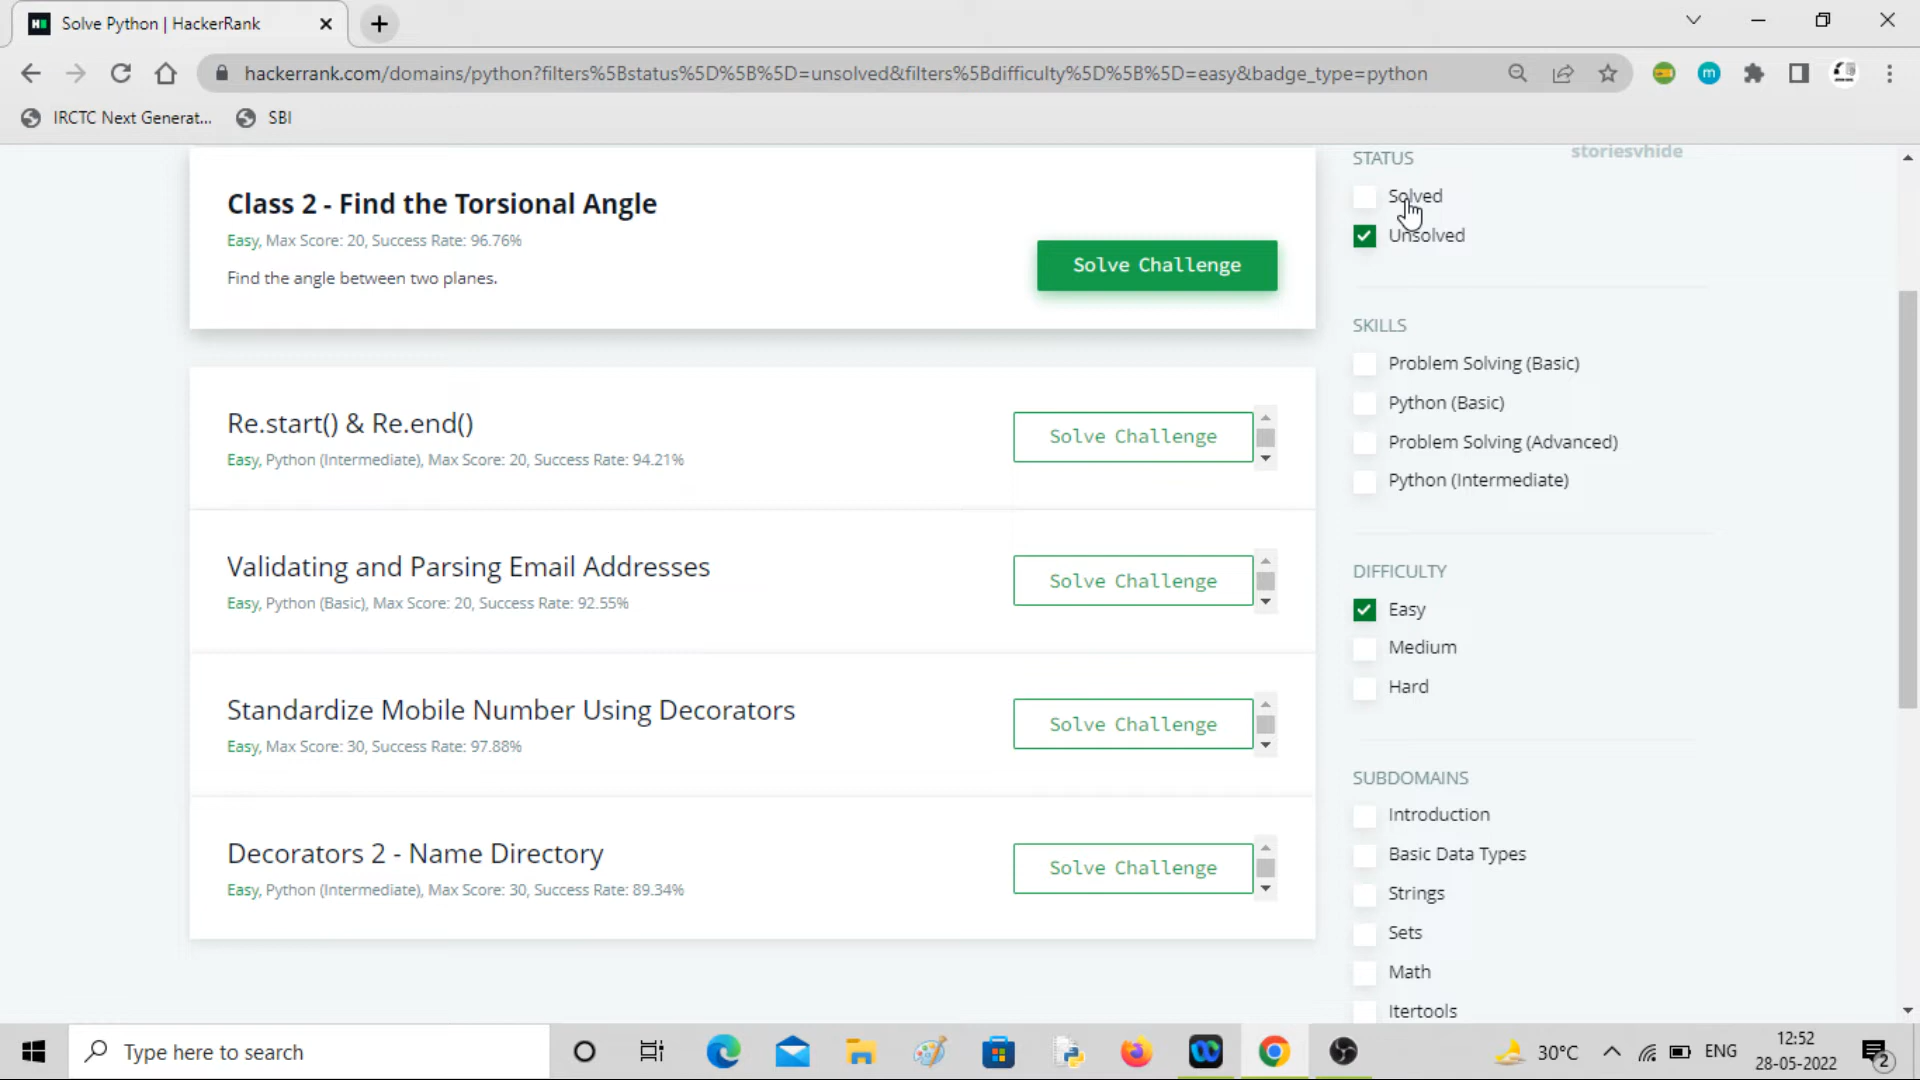 Solve Python | HackerRank
hackerrank.com/domains/python?filters%5Bstatus%5D%5B%5D=unsolved&filters%5Bdifficulty%5D%5B%5D=easy&badge_type=python
m
IRCTC Next Generat...
SBI
Class 2 - Find the Torsional Angle
Easy, Max Score: 20, Success Rate: 96.76%
Find the angle between two planes.
Solve Challenge
Re.start() & Re.end()
Easy, Python (Intermediate), Max Score: 20, Success Rate: 94.21%
Solve Challenge
Validating and Parsing Email Addresses
Easy, Python (Basic), Max Score: 20, Success Rate: 92.55%
Solve Challenge
Standardize Mobile Number Using Decorators
Easy, Max Score: 30, Success Rate: 97.88%
Solve Challenge
Decorators 2 - Name Directory
Easy, Python (Intermediate), Max Score: 30, Success Rate: 89.34%
Solve Challenge
storiesvhide
STATUS
Solved
Unsolved
SKILLS
Problem Solving (Basic)
Python (Basic)
Problem Solving (Advanced)
Python (Intermediate)
DIFFICULTY
Easy
Medium
Hard
SUBDOMAINS
Introduction
Basic Data Types
Strings
Sets
Math
Itertools
Type here to search
30°C
ENG
12:52
28-05-2022
2